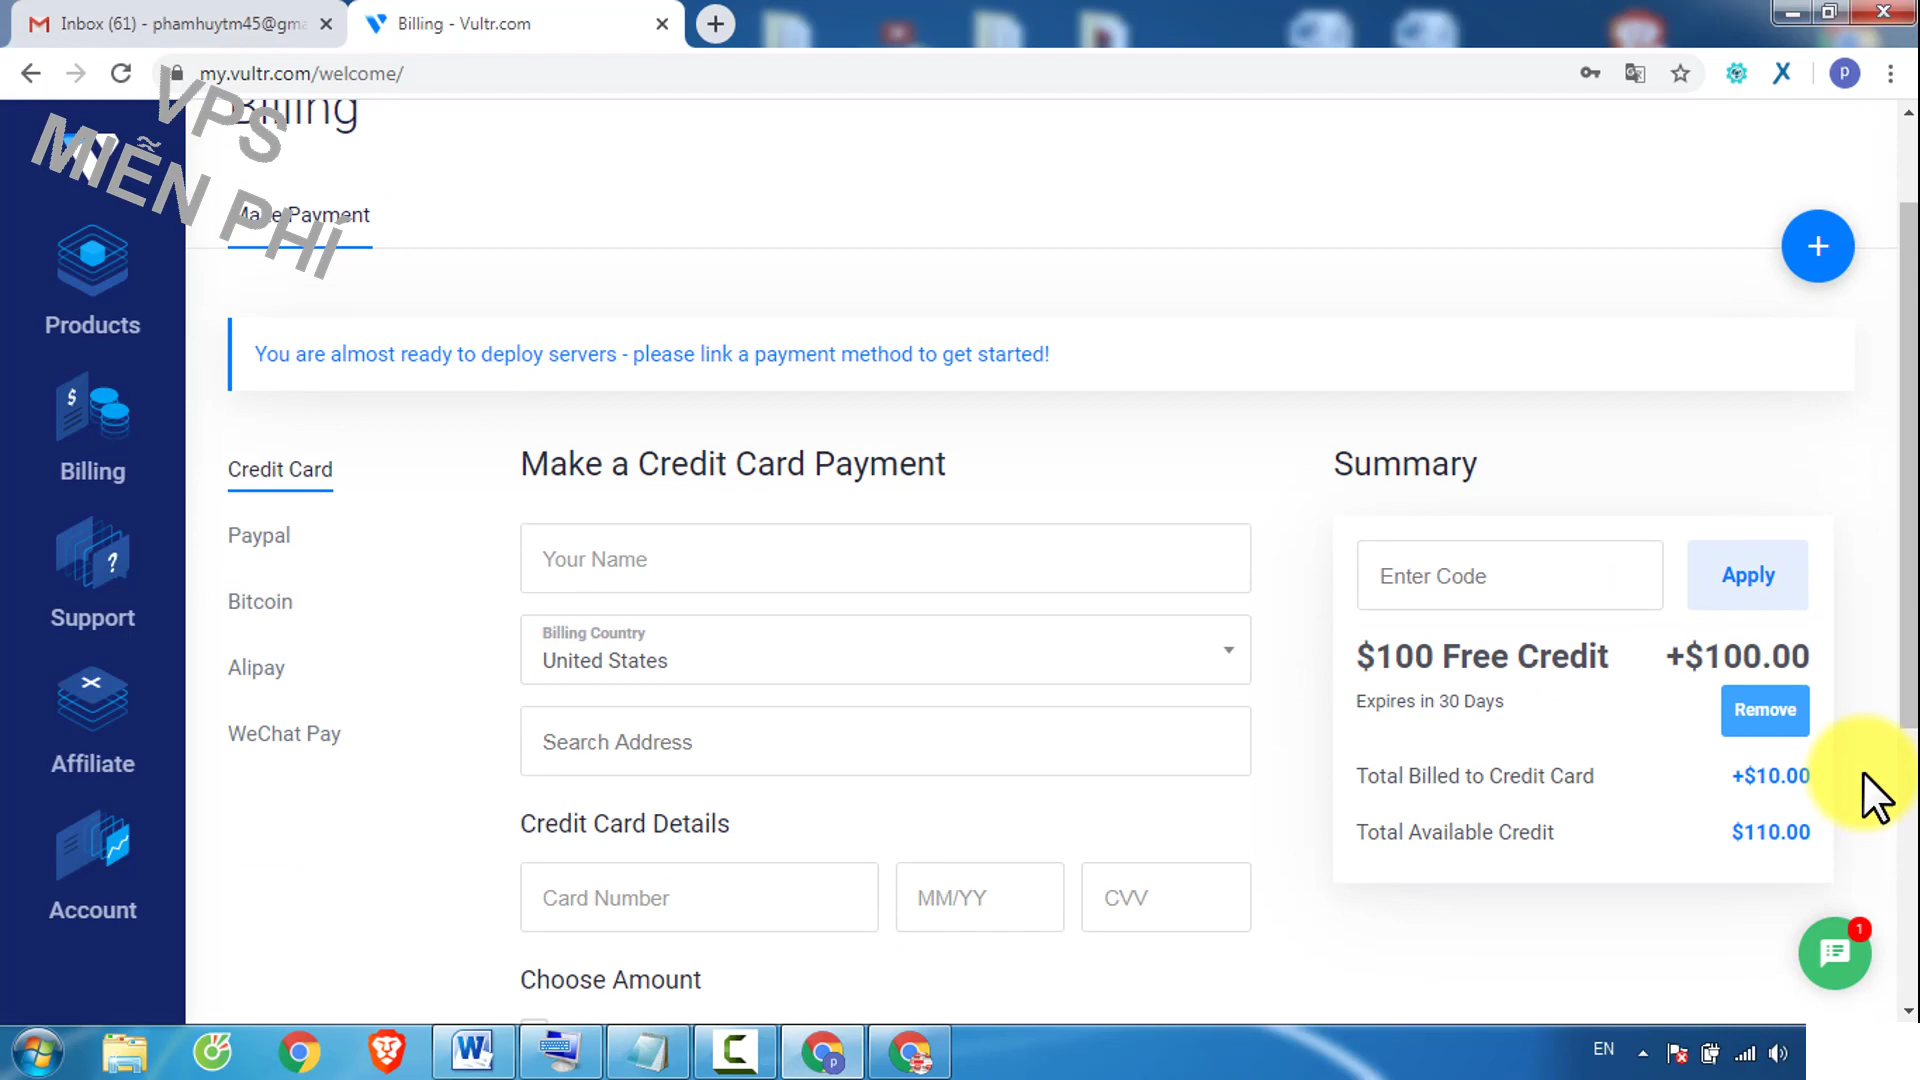 Inbox (61) - phamhuytm45@gma
Billing - Vultr.com
my.vultr.com/welcome/
P
VPS
MIỄN PHÍ
Billing
Make Payment
+
Products
Billing
Support
Affiliate
Account
You are almost ready to deploy servers - please link a payment method to get started!
Credit Card
Paypal
Bitcoin
Alipay
WeChat Pay
Make a Credit Card Payment
Your Name
Billing Country
United States
Search Address
Credit Card Details
Card Number
MM/YY
CVV
Choose Amount
Summary
Enter Code
Apply
$100 Free Credit
+$100.00
Expires in 30 Days
Remove
Total Billed to Credit Card
+$10.00
Total Available Credit
$110.00
1
EN